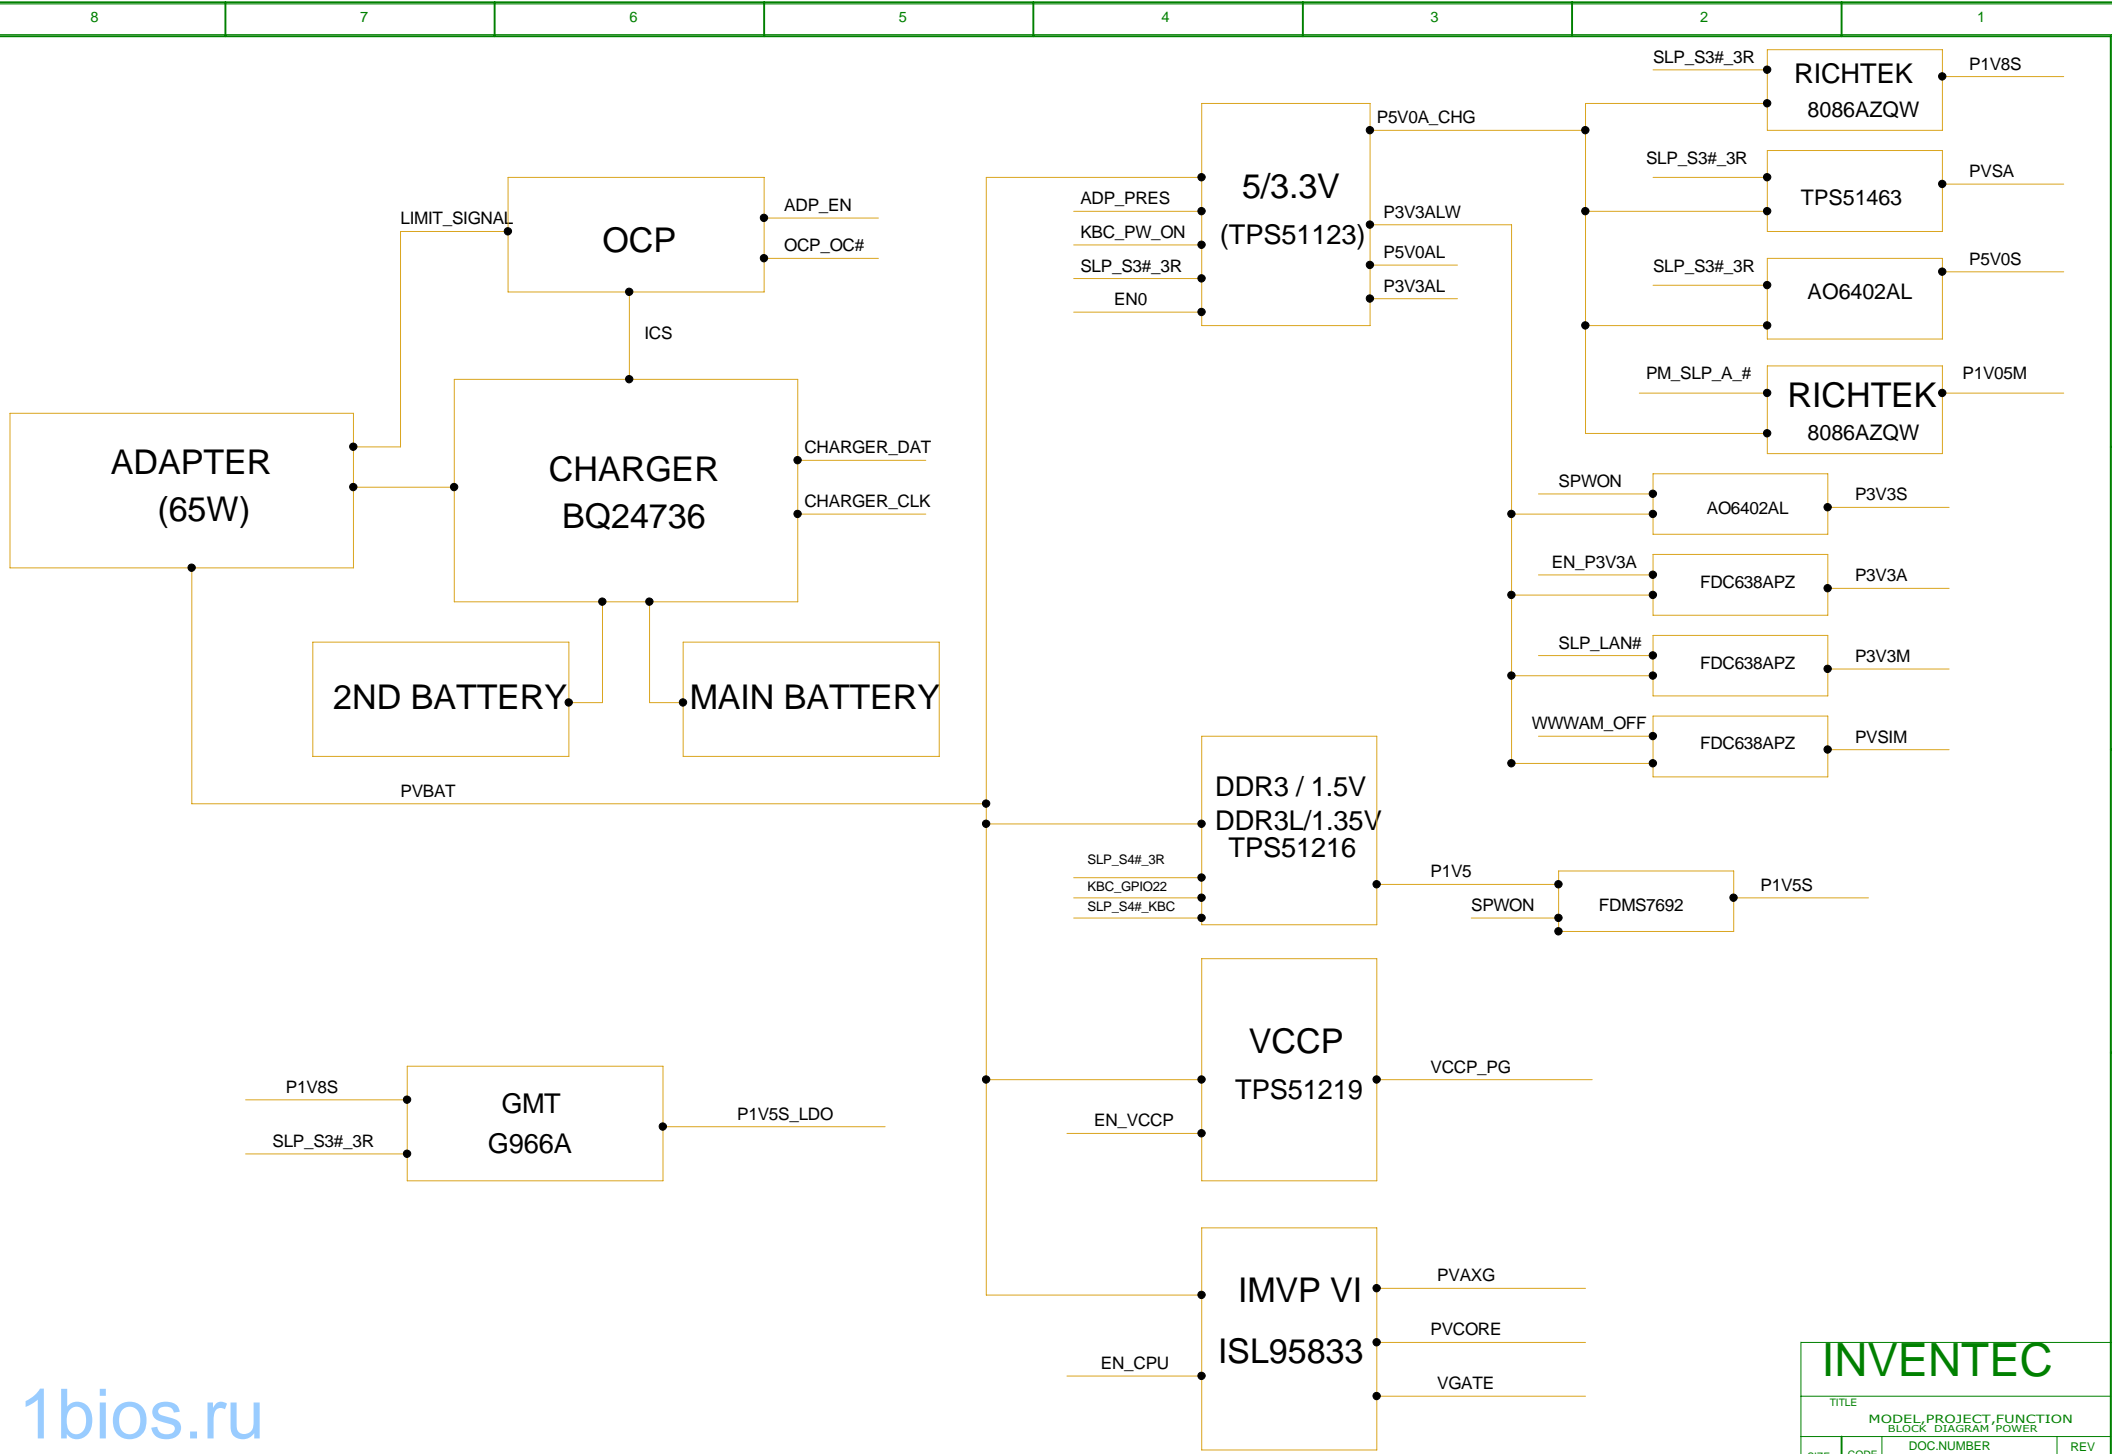 8 7 6 5 4 3 2 1
LIMIT_SIGNAL
OCP
ADP_EN
OCP_OC#
ICS
ADAPTER
(65W)
CHARGER
BQ24736
CHARGER_DAT
CHARGER_CLK
2ND BATTERY
MAIN BATTERY
PVBAT
P1V8S
SLP_S3#_3R
GMT
G966A
P1V5S_LDO
ADP_PRES
KBC_PW_ON
SLP_S3#_3R
EN0
5/3.3V
(TPS51123)
P5V0A_CHG
P3V3ALW
P5V0AL
P3V3AL
SLP_S3#_3R
RICHTEK
8086AZQW
P1V8S
SLP_S3#_3R
TPS51463
PVSA
SLP_S3#_3R
AO6402AL
P5V0S
PM_SLP_A_#
RICHTEK
8086AZQW
P1V05M
SPWON
AO6402AL
P3V3S
EN_P3V3A
FDC638APZ
P3V3A
SLP_LAN#
FDC638APZ
P3V3M
WWWAM_OFF
FDC638APZ
PVSIM
DDR3 / 1.5V
DDR3L/1.35V
TPS51216
SLP_S4#_3R
KBC_GPIO22
SLP_S4#_KBC
P1V5
SPWON
FDMS7692
P1V5S
VCCP
TPS51219
EN_VCCP
VCCP_PG
IMVP VI
ISL95833
EN_CPU
PVAXG
PVCORE
VGATE
1bios.ru
INVENTEC
TITLE
MODEL,PROJECT,FUNCTION
BLOCK DIAGRAM POWER
SIZE CODE DOC.NUMBER REV